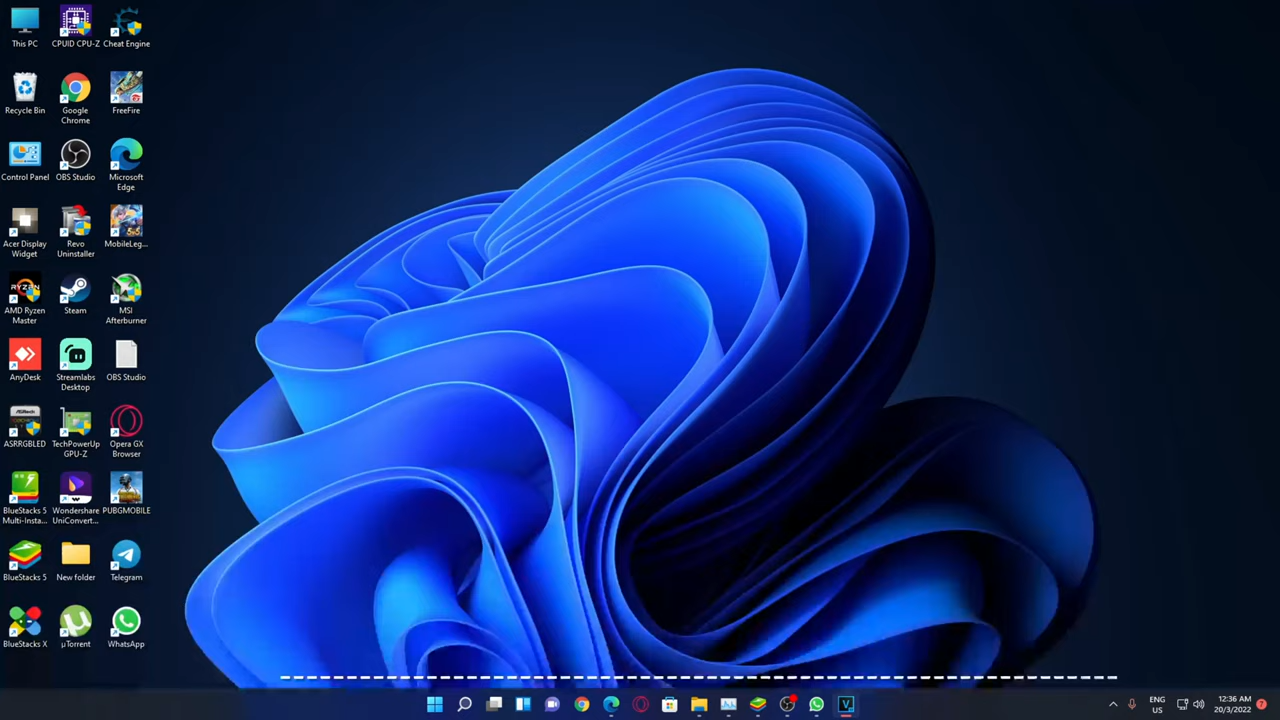 This PC
CPUID CPU-Z
Cheat Engine
Recycle Bin
Google
Chrome
FreeFire
Control Panel
OBS Studio
Microsoft
Edge
Acer Display
Widget
Revo
Uninstaller
MobileLeg...
AMD Ryzen
Master
Steam
MSI
Afterburner
AnyDesk
Streamlabs
Desktop
OBS Studio
ASRRGBLED
TechPowerUp
GPU-Z
Opera GX
Browser
BlueStacks 5
Multi-Insta...
Wondershare
UniConvert...
PUBGMOBILE
BlueStacks 5
New folder
Telegram
BlueStacks X
µTorrent
WhatsApp
ENG
US
12:36 AM
20/3/2022
7